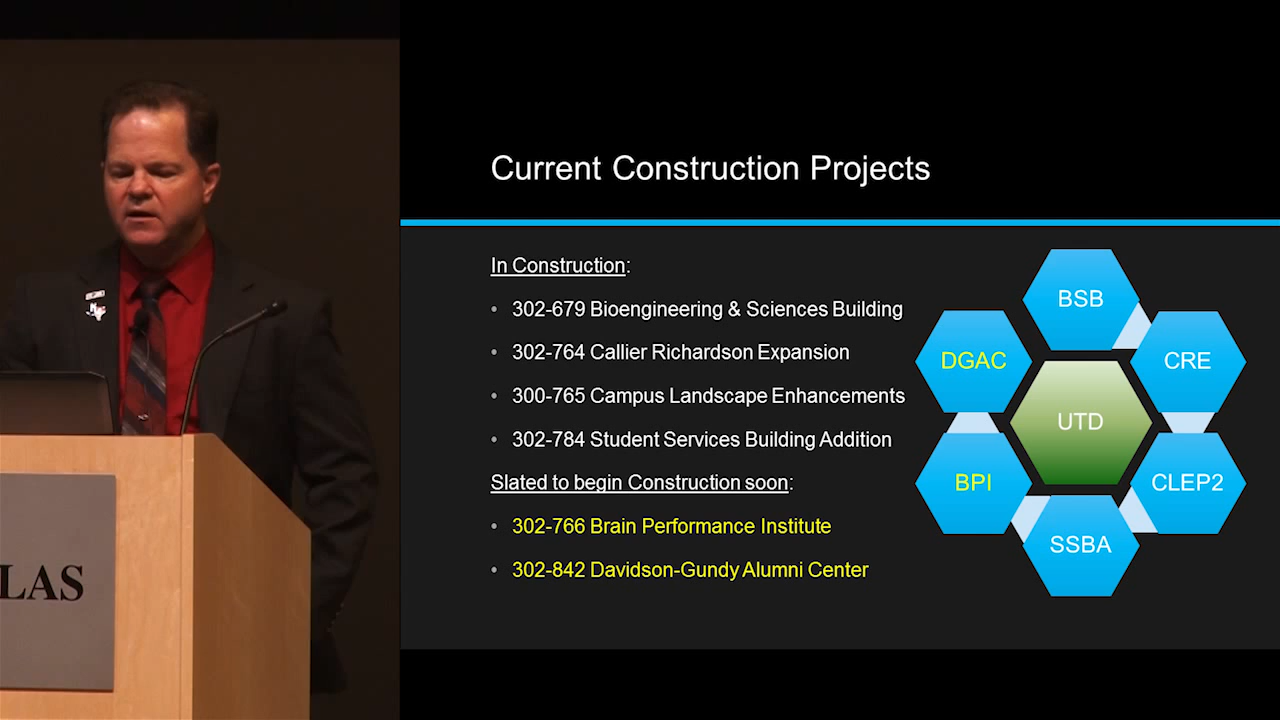 Current Construction Projects
In Construction:
• 302-679 Bioengineering & Sciences Building
• 302-764 Callier Richardson Expansion
• 300-765 Campus Landscape Enhancements
• 302-784 Student Services Building Addition
Slated to begin Construction soon:
• 302-766 Brain Performance Institute
• 302-842 Davidson-Gundy Alumni Center
BSB
DGAC
CRE
UTD
BPI
CLEP2
SSBA
LAS